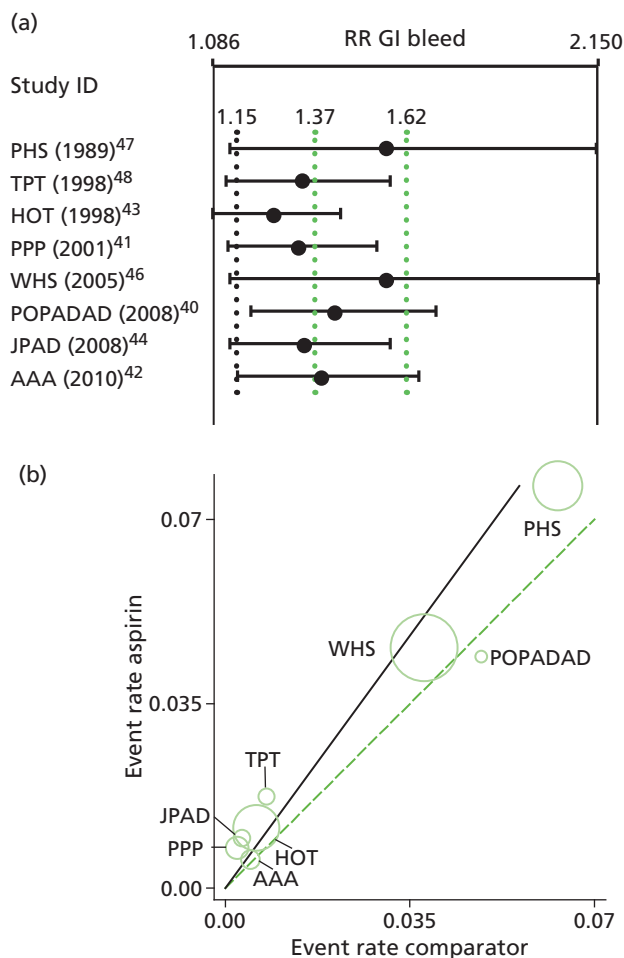 (a)
1.086 RR GI bleed 2.150
Study ID
1.15 1.37 1.62
PHS (1989)47
TPT (1998)48
HOT (1998)43
PPP (2001)41
WHS (2005)46
POPADAD (2008)40
JPAD (2008)44
AAA (2010)42
(b)
0.07
PHS
WHS
POPADAD
0.035
Event rate aspirin
TPT
JPAD
PPP
HOT
AAA
0.00
0.00 0.035 0.07
Event rate comparator